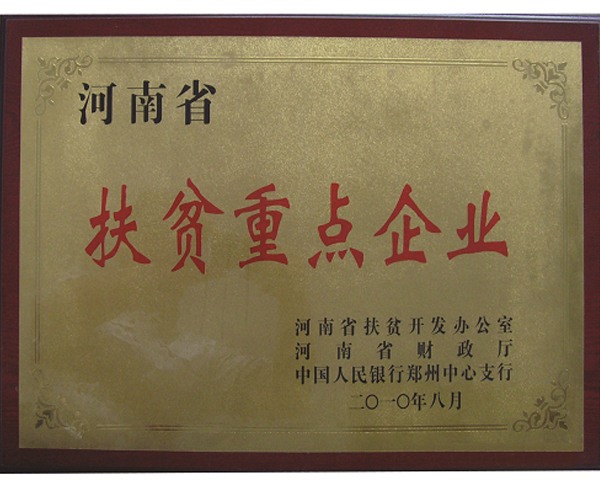 河南省
扶贫重点企业
河南省扶贫开发办公室
河南省财政厅
中国人民银行郑州中心支行
二〇一〇年八月